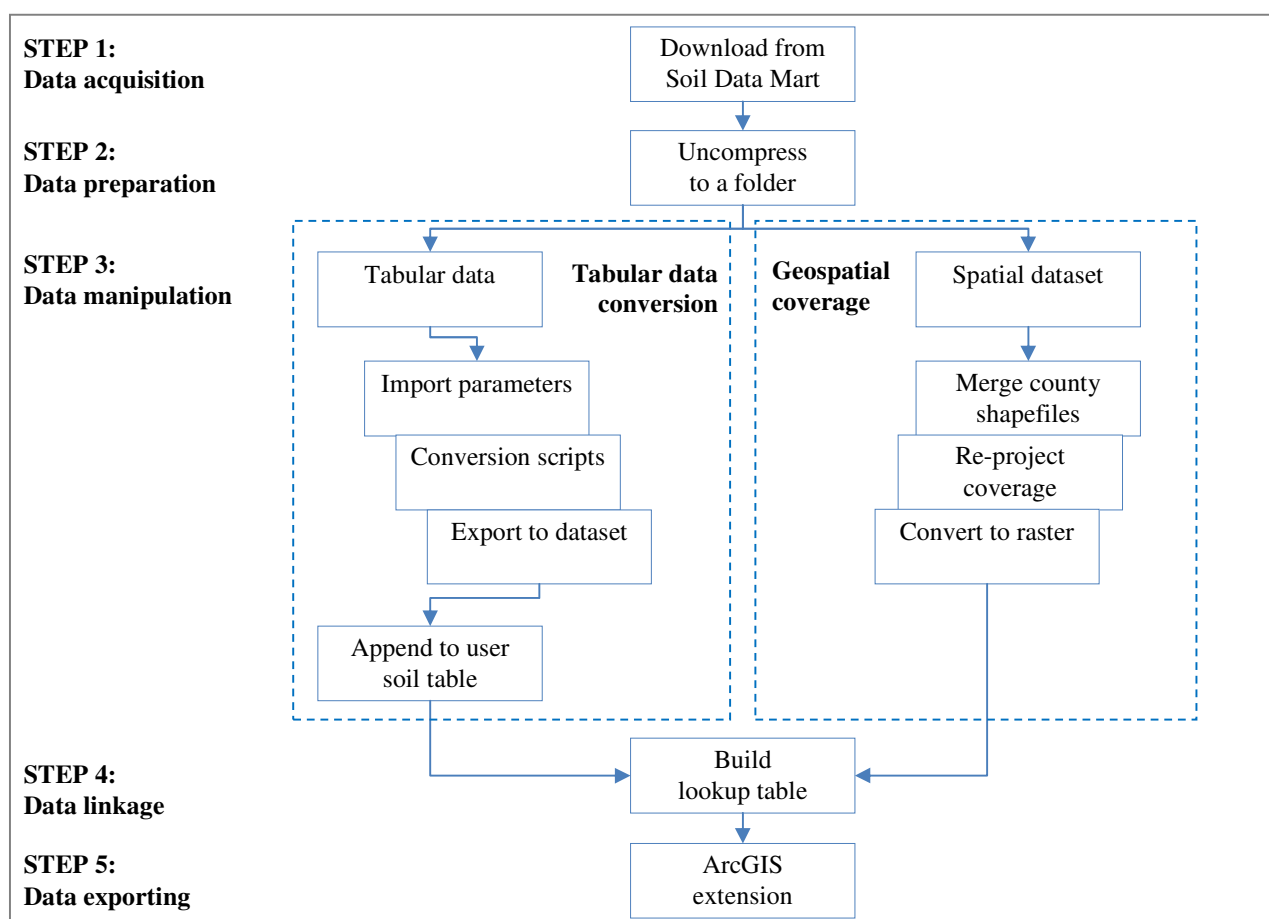 STEP 1:
Data acquisition
Download from
Soil Data Mart
STEP 2:
Data preparation
Uncompress
to a folder
STEP 3:
Data manipulation
Tabular data
Tabular data
conversion
Geospatial
coverage
Spatial dataset
Import parameters
Conversion scripts
Export to dataset
Append to user
soil table
Merge county
shapefiles
Re-project
coverage
Convert to raster
STEP 4:
Data linkage
Build
lookup table
STEP 5:
Data exporting
ArcGIS
extension